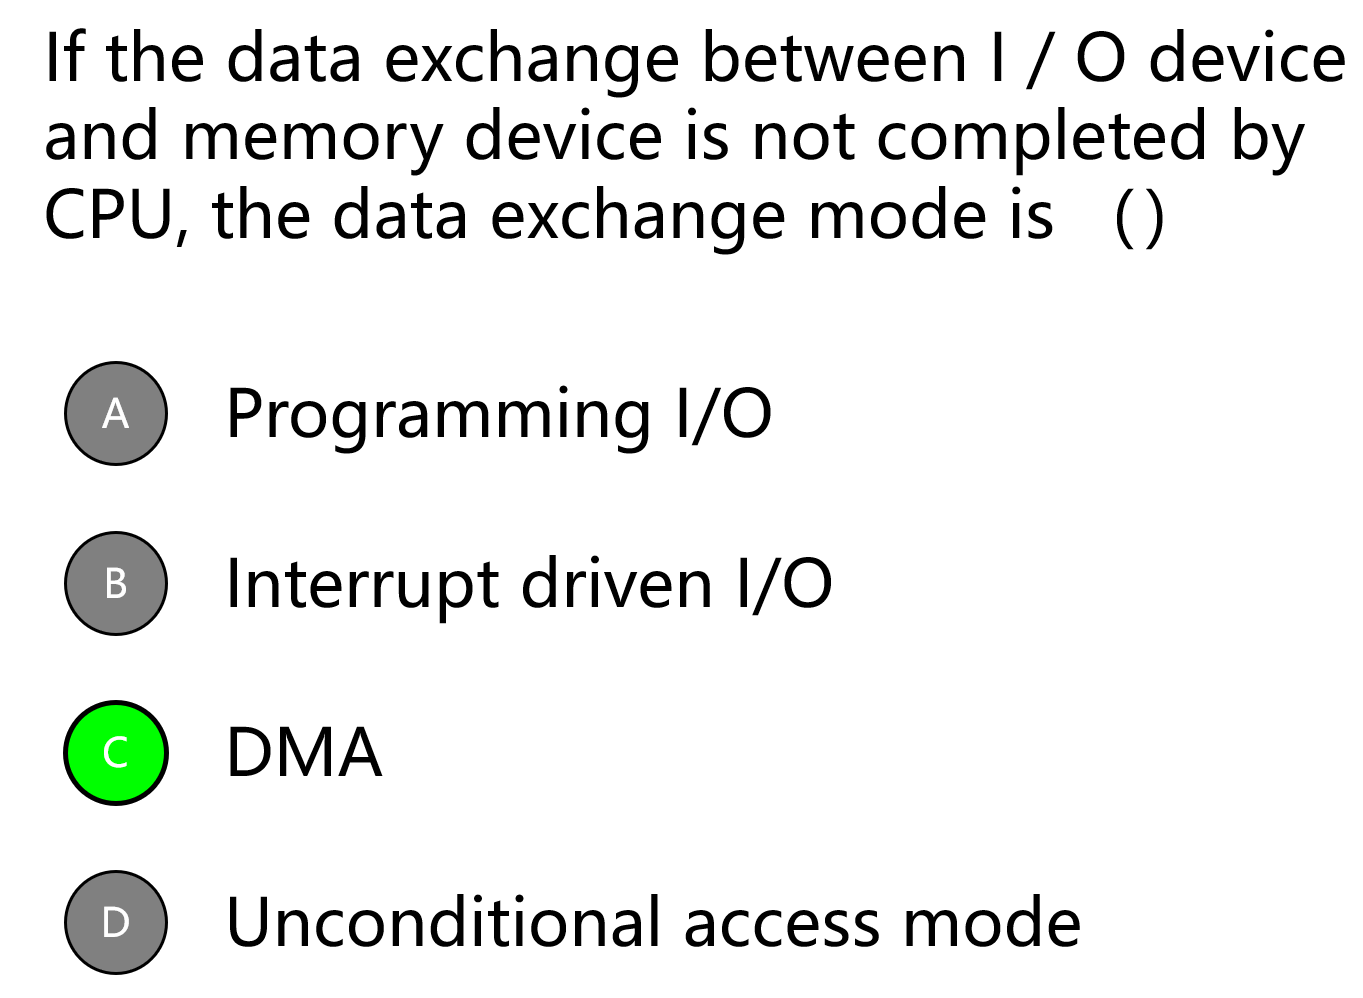 If the data exchange between I / O device
and memory device is not completed by
CPU, the data exchange mode is ()
A Programming I/O
B Interrupt driven I/O
C DMA
D Unconditional access mode